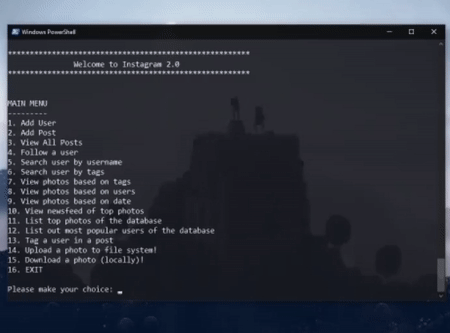 Windows PowerShell
*******************************************************
Welcome to Instagram 2.0
*******************************************************
MAIN MENU
---------
1. Add User
2. Add Post
3. View All Posts
4. Follow a user
5. Search user by username
6. Search user by tags
7. View photos based on tags
8. View photos based on users
9. View photos based on date
10. View newsfeed of top photos
11. List top photos of the database
12. List out most popular users of the database
13. Tag a user in a post
14. Upload a photo to file system!
15. Download a photo (locally)!
16. EXIT
Please make your choice: _